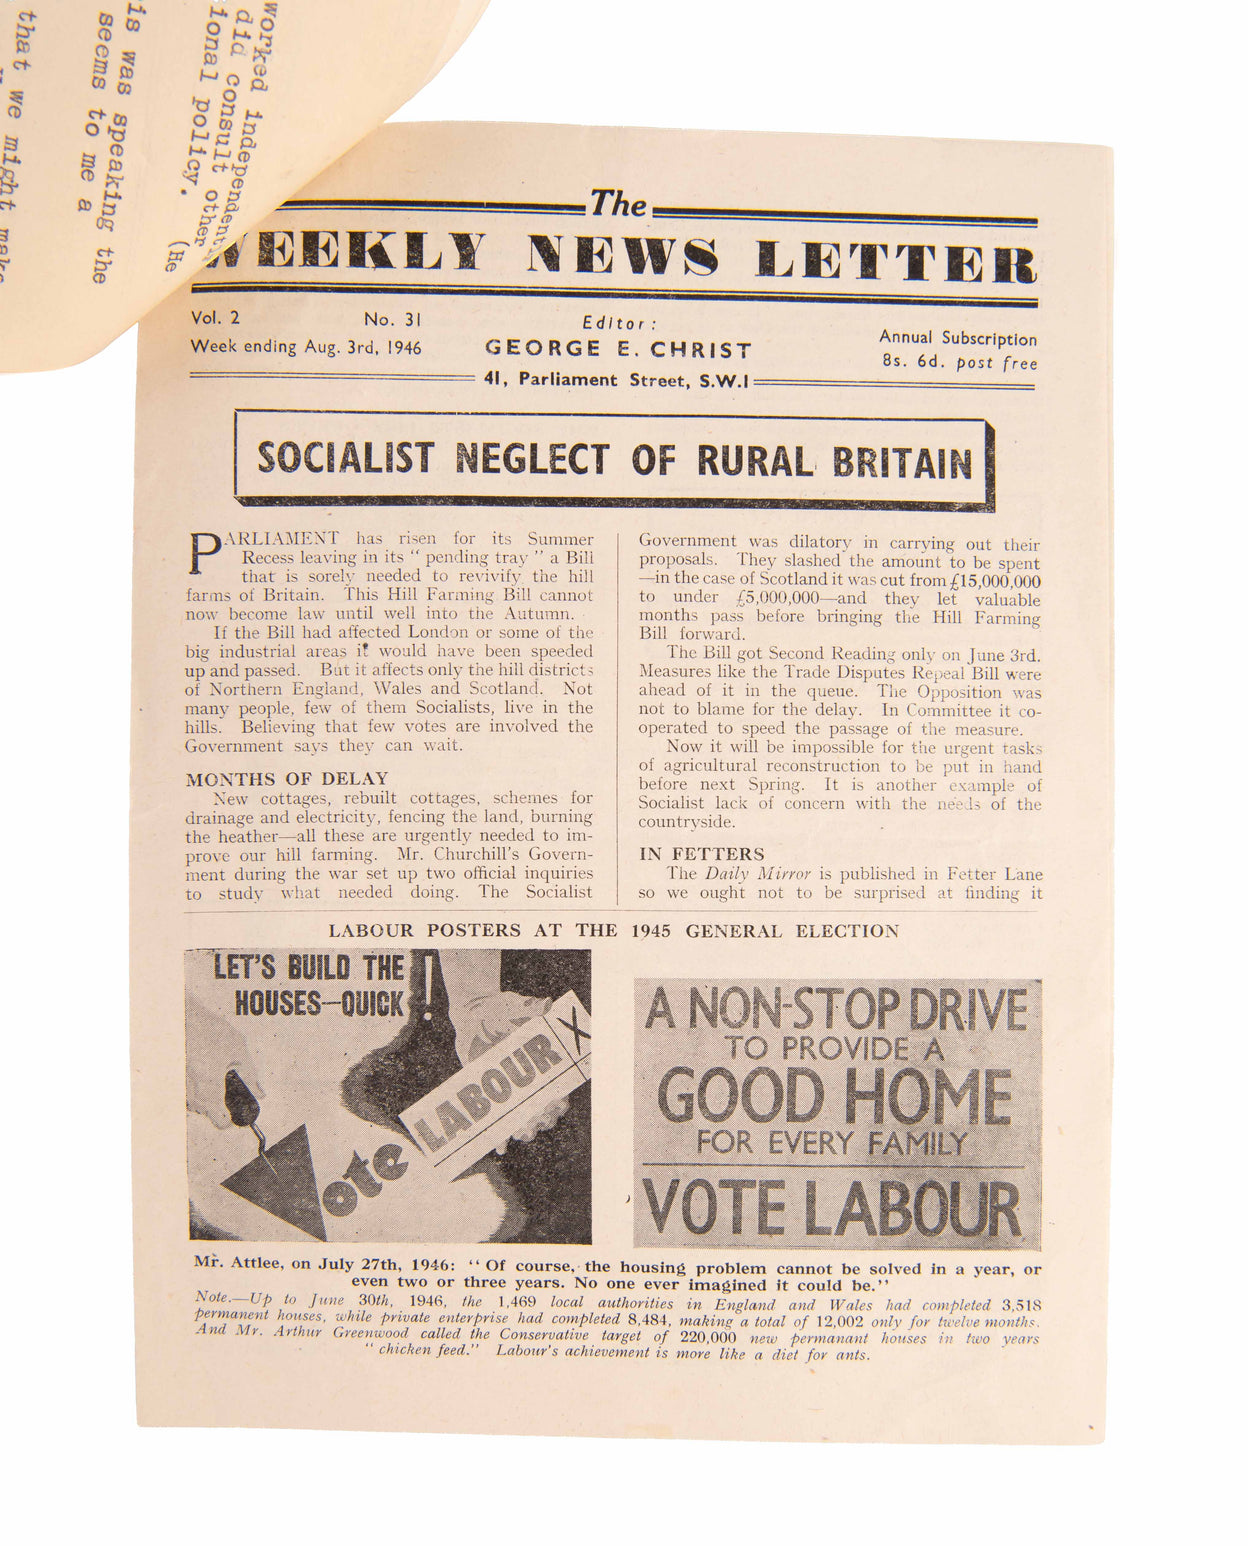 worked independently
did consult other
ional policy.
(He
is was speaking the
seems to me a
that we might make
The
WEEKLY NEWS LETTER
Vol. 2 No. 31
Week ending Aug. 3rd, 1946
Editor:
GEORGE E. CHRIST
41, Parliament Street, S.W.1
Annual Subscription
8s. 6d. post free
SOCIALIST NEGLECT OF RURAL BRITAIN
PARLIAMENT has risen for its Summer
Recess leaving in its “ pending tray ” a Bill
that is sorely needed to revivify the hill
farms of Britain. This Hill Farming Bill cannot
now become law until well into the Autumn.
If the Bill had affected London or some of the
big industrial areas it would have been speeded
up and passed. But it affects only the hill districts
of Northern England, Wales and Scotland. Not
many people, few of them Socialists, live in the
hills. Believing that few votes are involved the
Government says they can wait.
MONTHS OF DELAY
New cottages, rebuilt cottages, schemes for
drainage and electricity, fencing the land, burning
the heather—all these are urgently needed to im-
prove our hill farming. Mr. Churchill’s Govern-
ment during the war set up two official inquiries
to study what needed doing. The Socialist
Government was dilatory in carrying out their
proposals. They slashed the amount to be spent
—in the case of Scotland it was cut from £15,000,000
to under £5,000,000—and they let valuable
months pass before bringing the Hill Farming
Bill forward.
The Bill got Second Reading only on June 3rd.
Measures like the Trade Disputes Repeal Bill were
ahead of it in the queue. The Opposition was
not to blame for the delay. In Committee it co-
operated to speed the passage of the measure.
Now it will be impossible for the urgent tasks
of agricultural reconstruction to be put in hand
before next Spring. It is another example of
Socialist lack of concern with the needs of the
countryside.
IN FETTERS
The Daily Mirror is published in Fetter Lane
so we ought not to be surprised at finding it
LABOUR POSTERS AT THE 1945 GENERAL ELECTION
LET'S BUILD THE
HOUSES—QUICK!
Vote LABOUR X
A NON-STOP DRIVE
TO PROVIDE A
GOOD HOME
FOR EVERY FAMILY
VOTE LABOUR
Mr. Attlee, on July 27th, 1946: “ Of course, the housing problem cannot be solved in a year, or
even two or three years. No one ever imagined it could be.”
Note.—Up to June 30th, 1946, the 1,469 local authorities in England and Wales had completed 3,518
permanent houses, while private enterprise had completed 8,484, making a total of 12,002 only for twelve months.
And Mr. Arthur Greenwood called the Conservative target of 220,000 new permanant houses in two years
“ chicken feed.” Labour's achievement is more like a diet for ants.